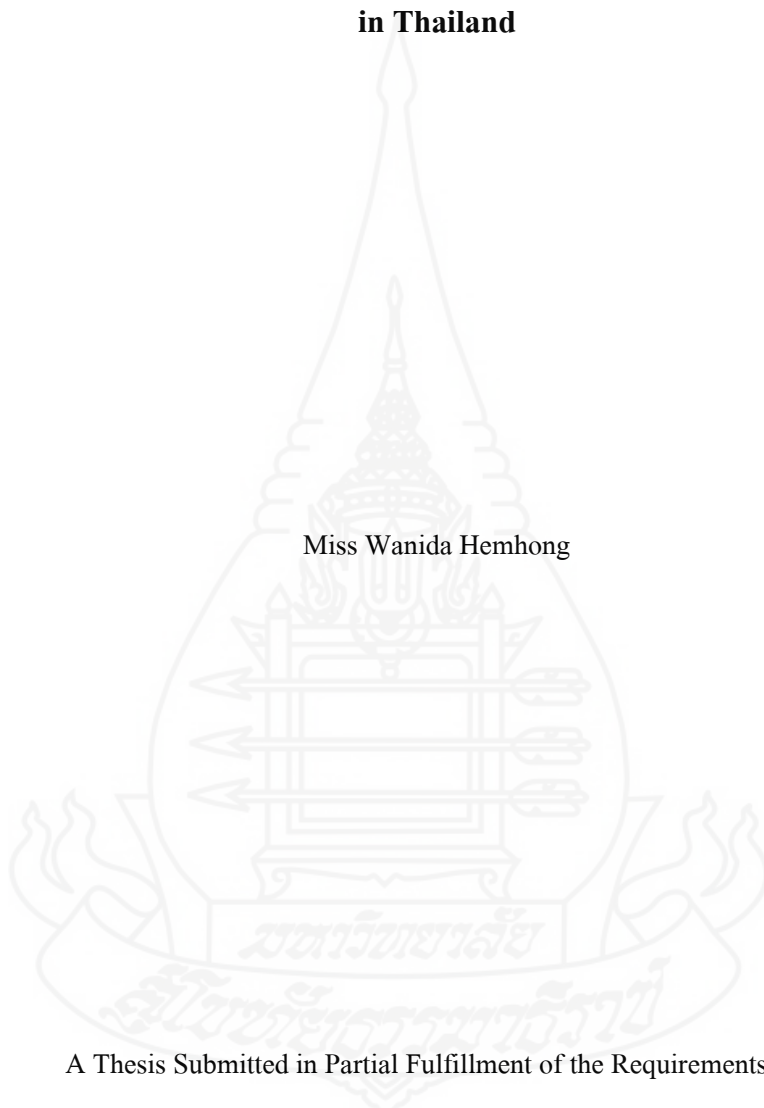 in Thailand
Miss Wanida Hemhong
มหาวิทยาลัย
สุโขทัยธรรมาธิราช
A Thesis Submitted in Partial Fulfillment of the Requirements